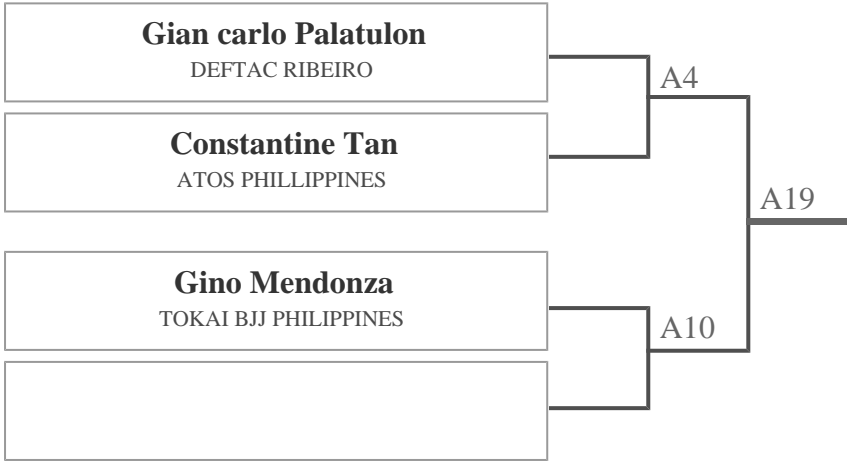 Gian carlo Palatulon
DEFTAC RIBEIRO
A4
Constantine Tan
ATOS PHILLIPPINES
A19
Gino Mendonza
TOKAI BJJ PHILIPPINES
A10